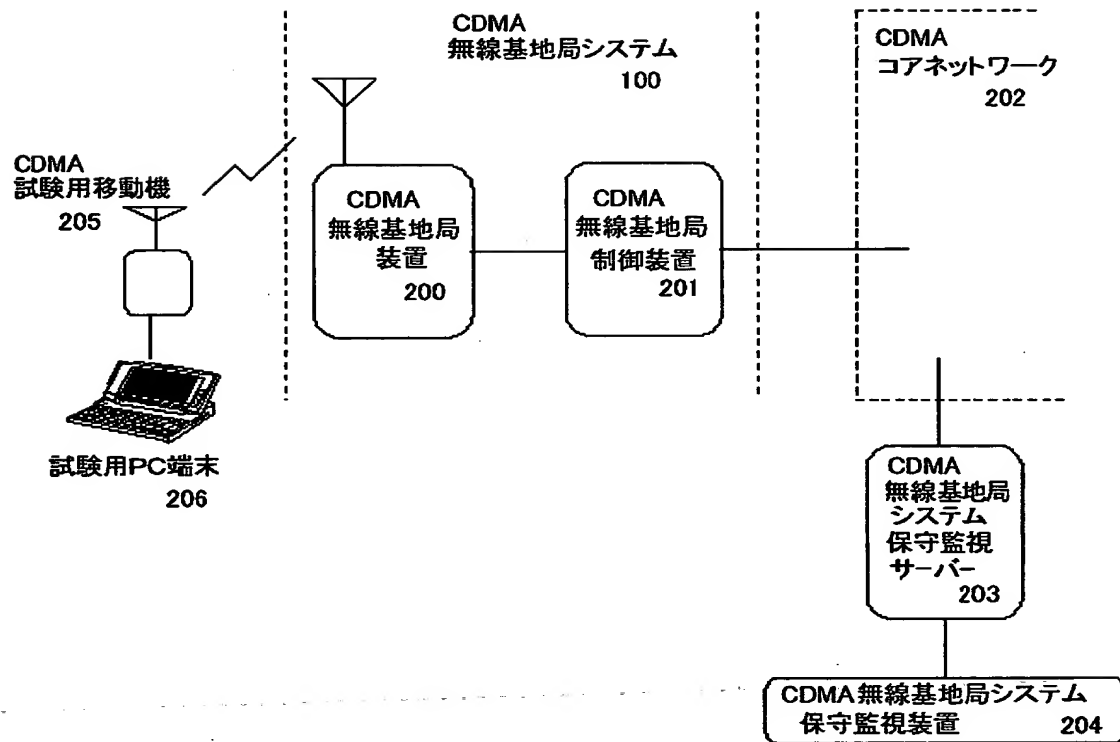 CDMA
無線基地局システム
100
CDMA
コアネットワーク
202
CDMA
試験用移動機
205
CDMA
無線基地局
装置
200
CDMA
無線基地局
制御装置
201
試験用PC端末
206
CDMA
無線基地局
システム
保守監視
サーバー
203
CDMA無線基地局システム
保守監視装置 204